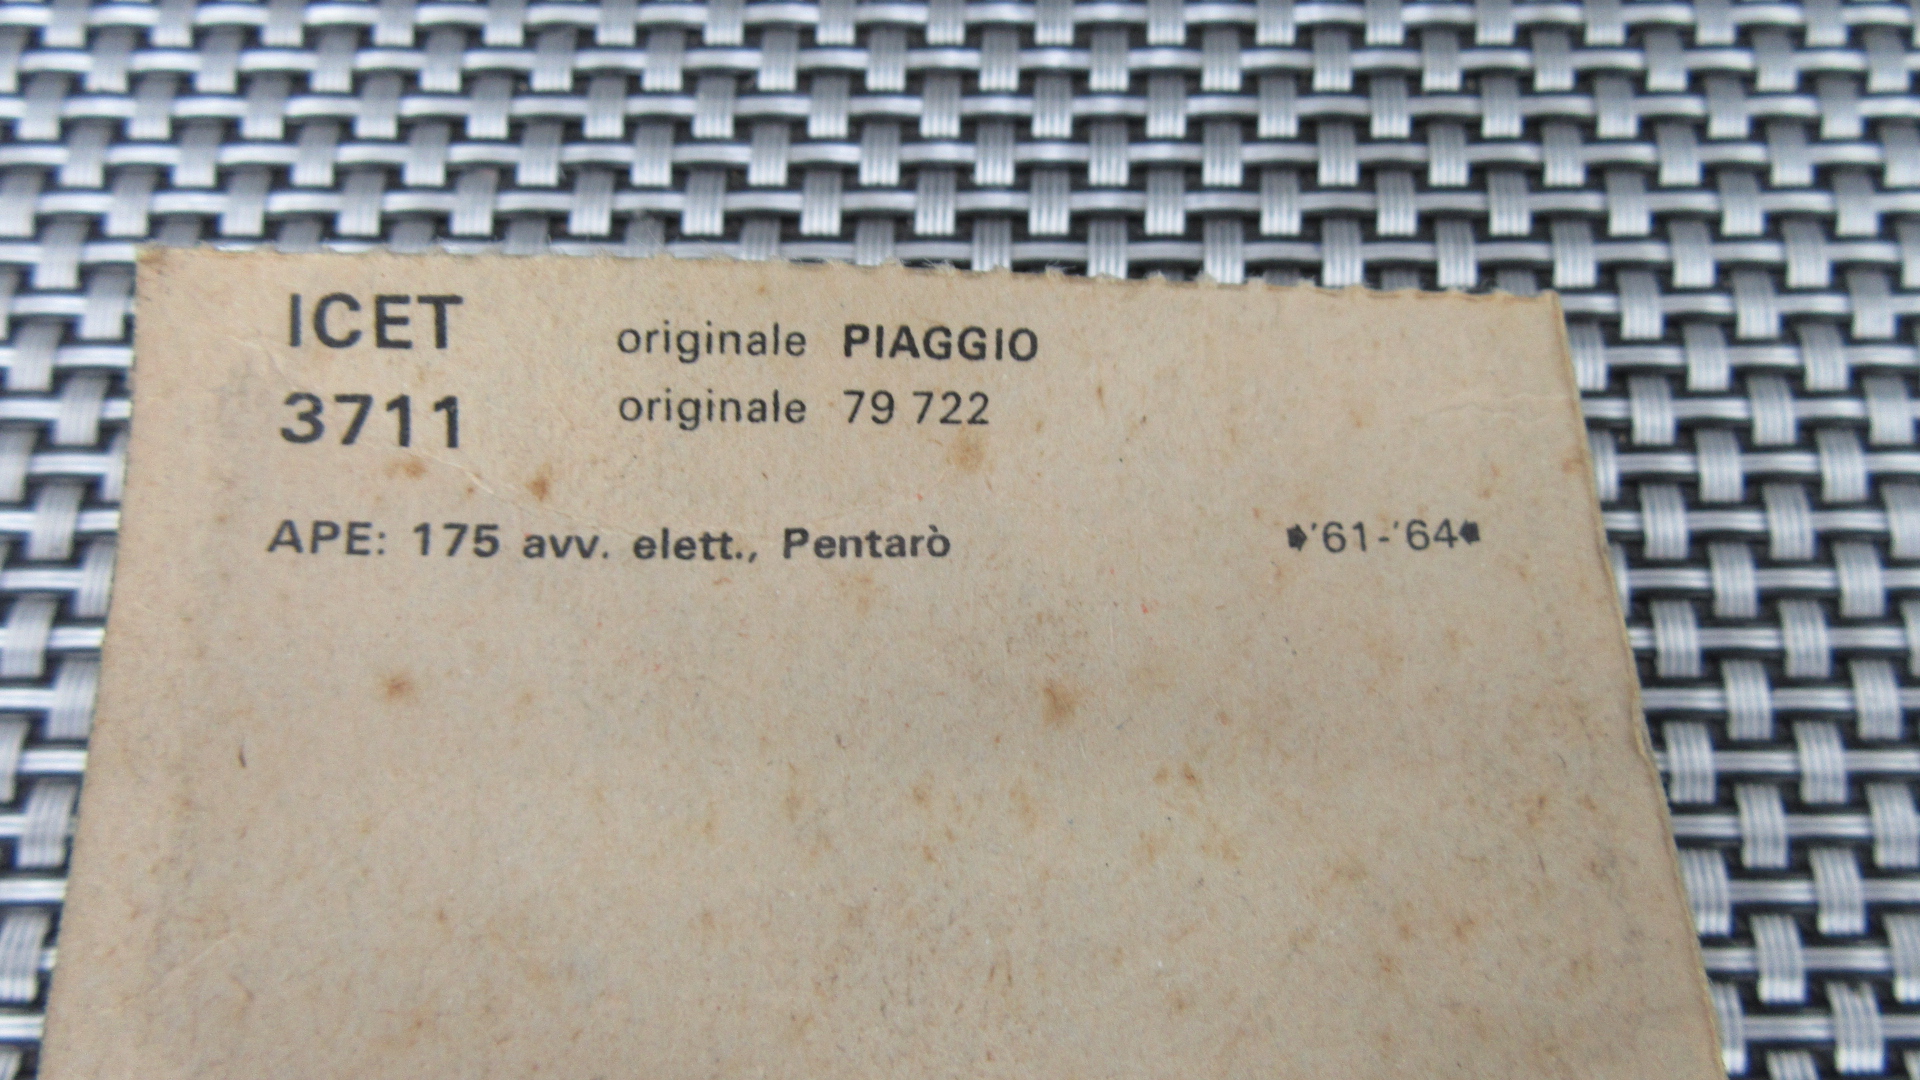 ICET originale PIAGGIO
3711 originale 79 722
APE: 175 avv. elett., Pentarò '61-'64